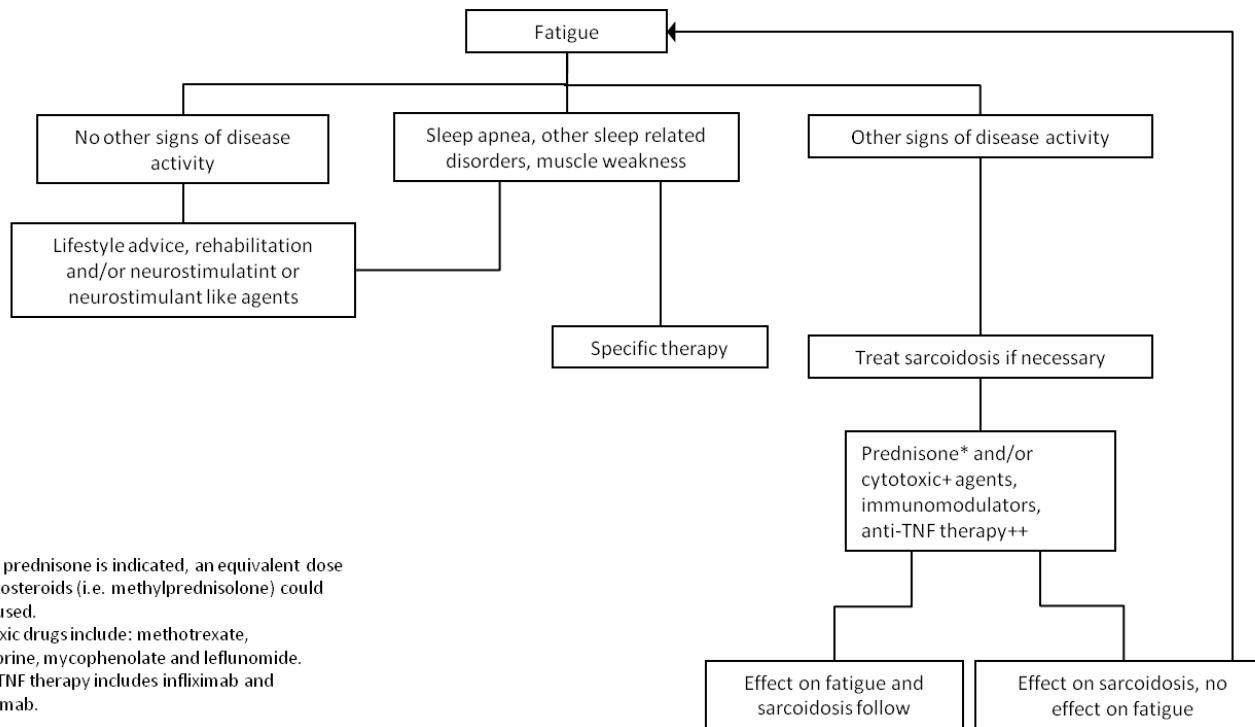 Fatigue
No other signs of disease
activity
Sleep apnea, other sleep related
disorders, muscle weakness
Other signs of disease activity
Lifestyle advice, rehabilitation
and/or neurostimulatint or
neurostimulant like agents
Specific therapy
Treat sarcoidosis if necessary
Prednisone* and/or
cytotoxic+ agents,
immunomodulators,
anti-TNF therapy++
Effect on fatigue and
sarcoidosis follow
Effect on sarcoidosis, no
effect on fatigue
prednisone is indicated, an equivalent dose
costeroids (i.e. methylprednisolone) could
used.
xic drugs include: methotrexate,
prine, mycophenolate and leflunomide.
TNF therapy includes infliximab and
mab.